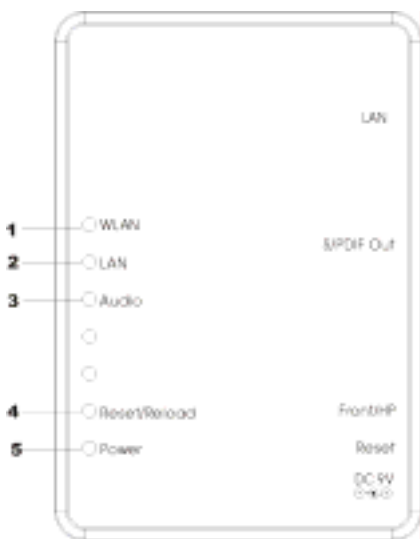 LAN
1 WLAN
S/PDIF Out
2 LAN
3 Audio
4 Reset/Reload Front/HP
5 Power Reset
DC 9V